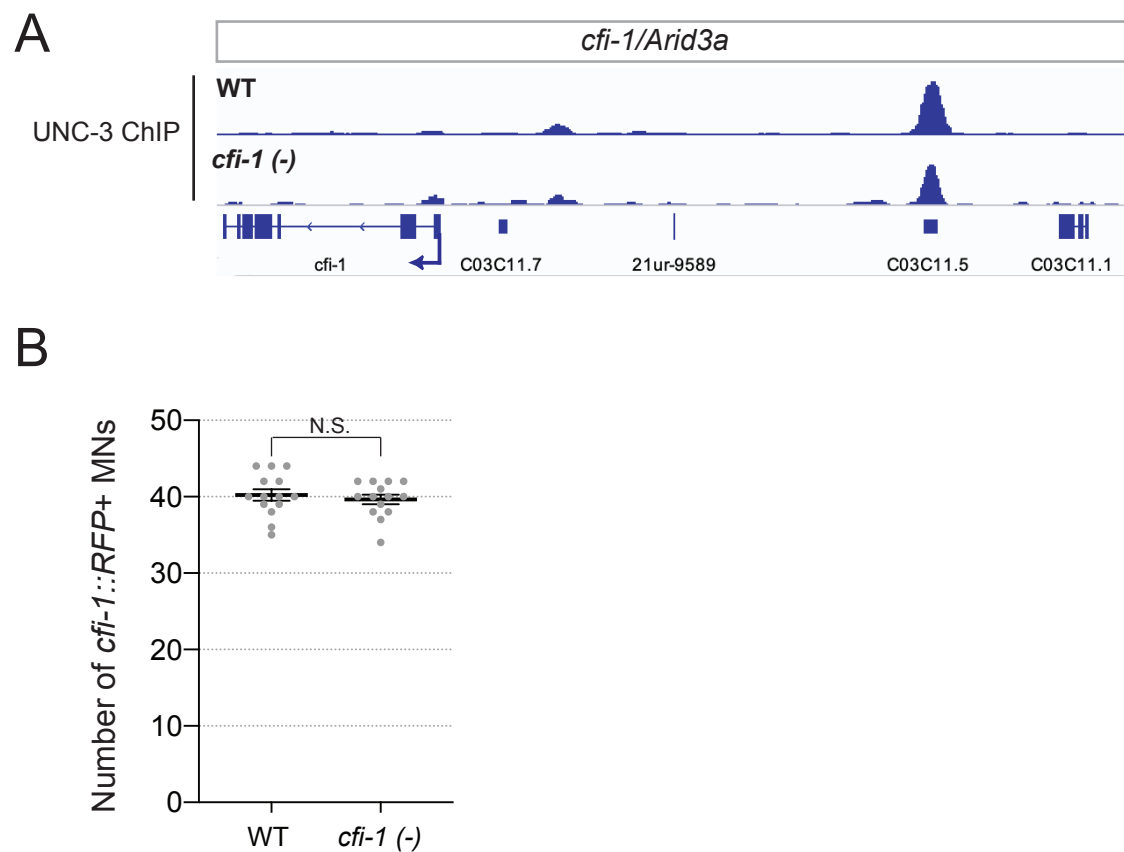 A
cfi-1/Arid3a
WT
UNC-3 ChIP
cfi-1 (-)
cfi-1 C03C11.7 21ur-9589 C03C11.5 C03C11.1
B
Number of cfi-1::RFP+ MNs
50
40
30
20
10
0
N.S.
WT cfi-1 (-)